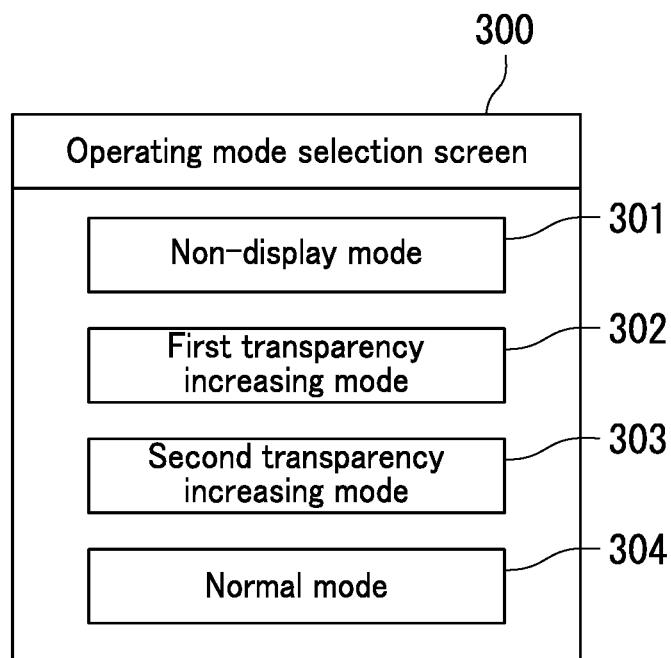 300
Operating mode selection screen
301
Non-display mode
302
First transparency
increasing mode
303
Second transparency
increasing mode
304
Normal mode